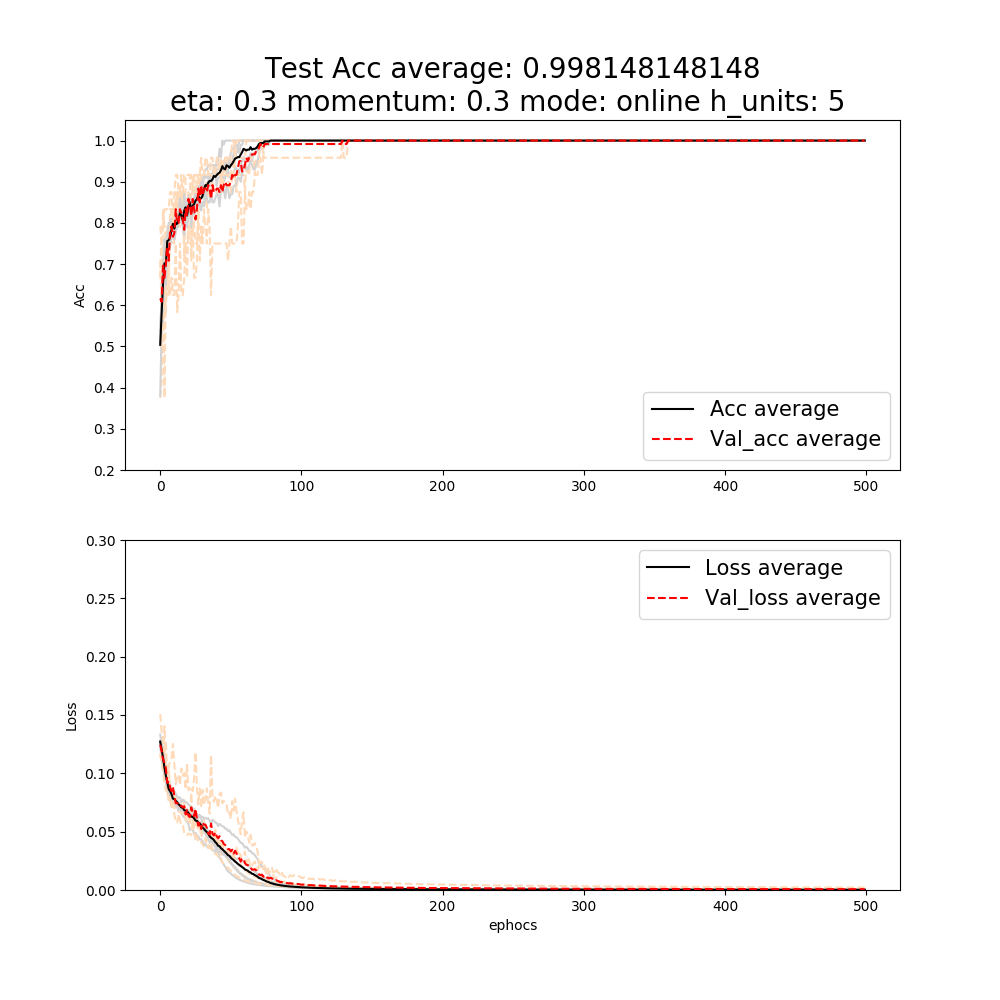 Test Acc average: 0.998148148148
eta: 0.3 momentum: 0.3 mode: online h_units: 5
1.0
0.9
0.8
0.7
0.6
0.5
0.4
0.3
0.2
Acc
0 100 200 300 400 500
Acc average
Val_acc average
0.30
0.25
0.20
0.15
0.10
0.05
0.00
Loss
Loss average
Val_loss average
0 100 200 300 400 500
ephocs